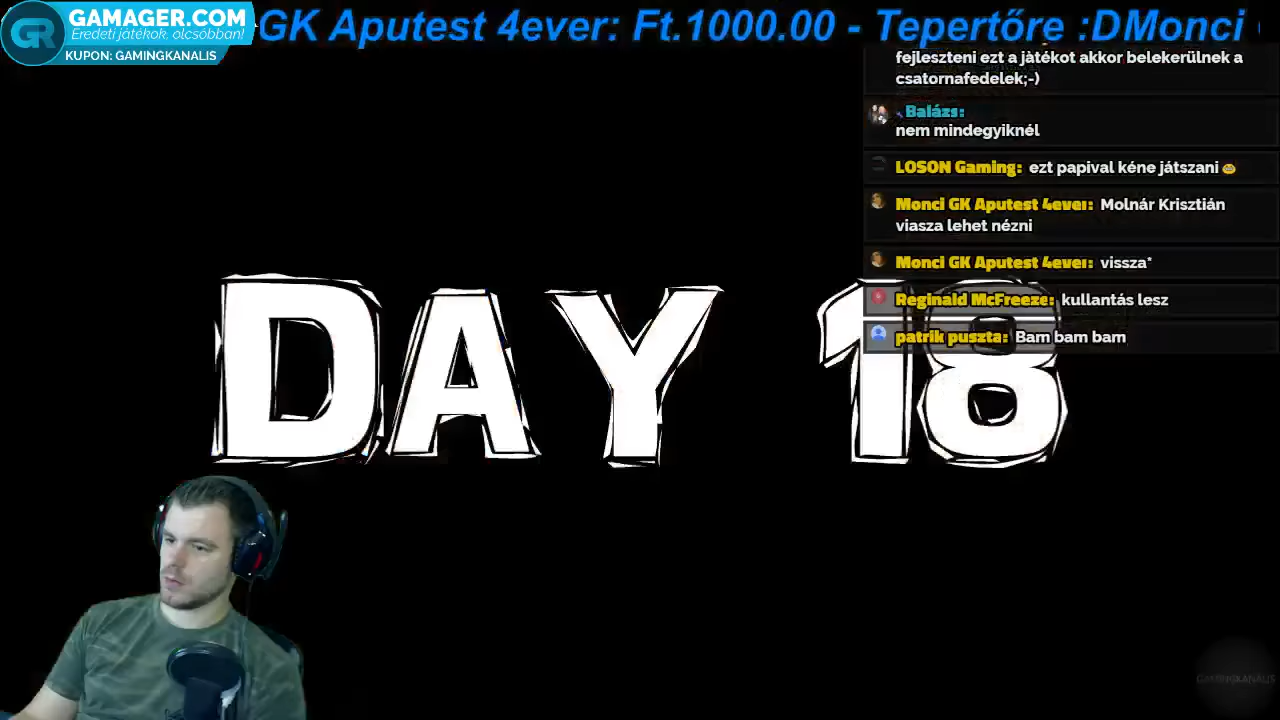 GAMAGER.COM
Eredeti játékok, olcsóbban!
KUPON: GAMINGKANALIS
GK Aputest 4ever: Ft.1000.00 - Tepertőre :DMonci
fejleszteni ezt a jàtékot akkor belekerülnek a
csatornafedelek;-)
Balázs:
nem mindegyiknél
LOSON Gaming: ezt papival kéne játszani
Monci GK Aputest 4ever: Molnár Krisztián
viasza lehet nézni
Monci GK Aputest 4ever: vissza*
Reginald McFreeze: kullantás lesz
patrik puszta: Bam bam bam
DAY 18
GAMINGKANALIS